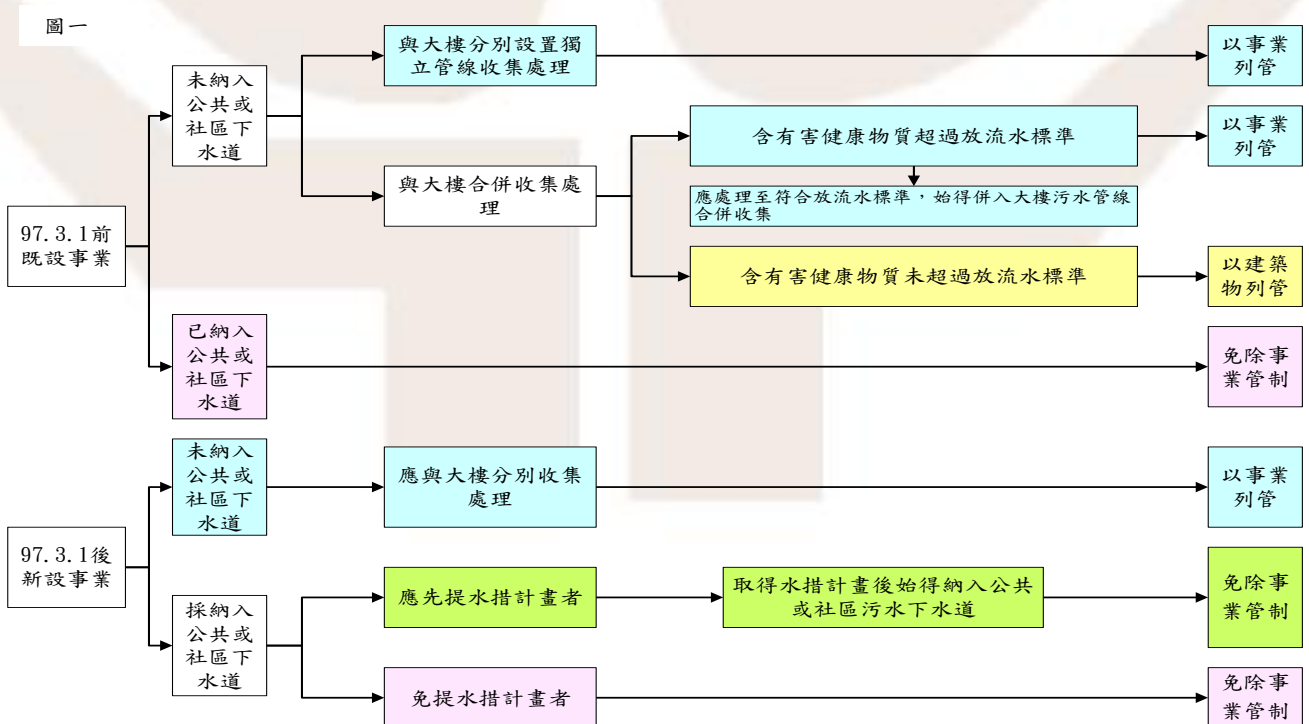 圖一
97.3.1前
既設事業
未納入
公共或
社區下
水道
與大樓分別設置獨
立管線收集處理
以事業
列管
與大樓合併收集處
理
含有害健康物質超過放流水標準
以事業
列管
應處理至符合放流水標準，始得併入大樓污水管線
合併收集
含有害健康物質未超過放流水標準
以建築
物列管
已納入
公共或
社區下
水道
免除事
業管制
97.3.1後
新設事業
未納入
公共或
社區下
水道
應與大樓分別收集
處理
以事業
列管
採納入
公共或
社區下
水道
應先提水措計畫者
取得水措計畫後始得納入公共
或社區污水下水道
免除事
業管制
免提水措計畫者
免除事
業管制